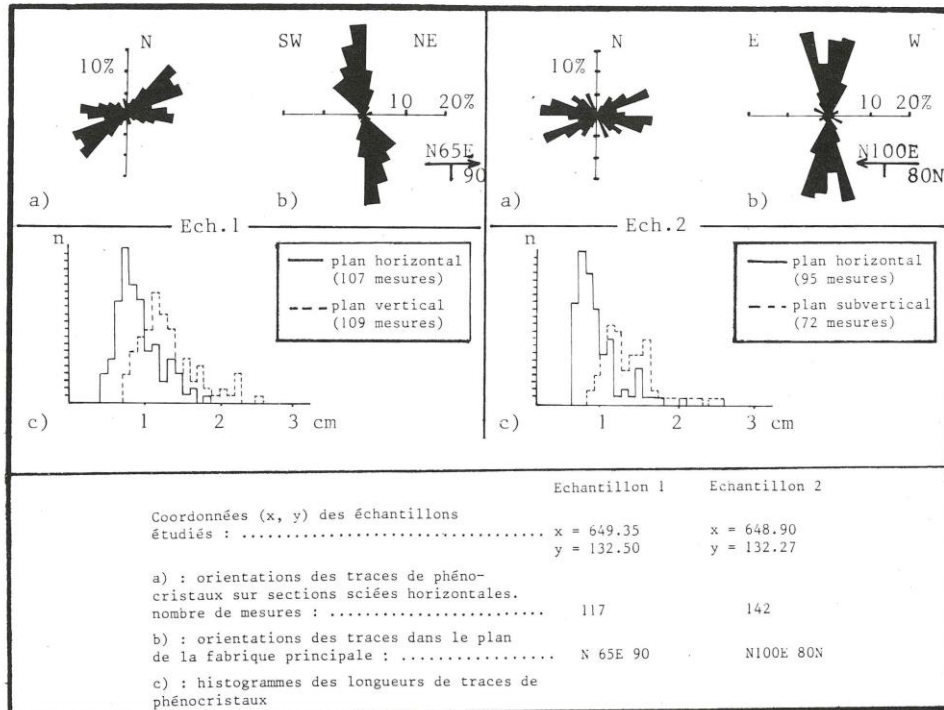 N
10%
a)
SW NE
10 20%
N65E
90
b)
Ech.1
n
plan horizontal
(107 mesures)
plan vertical
(109 mesures)
c) 1 2 3 cm
N
10%
a)
E W
10 20%
N100E
80N
b)
Ech.2
n
plan horizontal
(95 mesures)
plan subvertical
(72 mesures)
c) 1 2 3 cm
Echantillon 1 Echantillon 2
Coordonnées (x, y) des échantillons
étudiés : ................................... x = 649.35 x = 648.90
y = 132.50 y = 132.27
a) : orientations des traces de phéno-
cristaux sur sections sciées horizontales.
nombre de mesures : ......................... 117 142
b) : orientations des traces dans le plan
de la fabrique principale : ................. N 65E 90 N100E 80N
c) : histogrammes des longueurs de traces de
phénocristaux